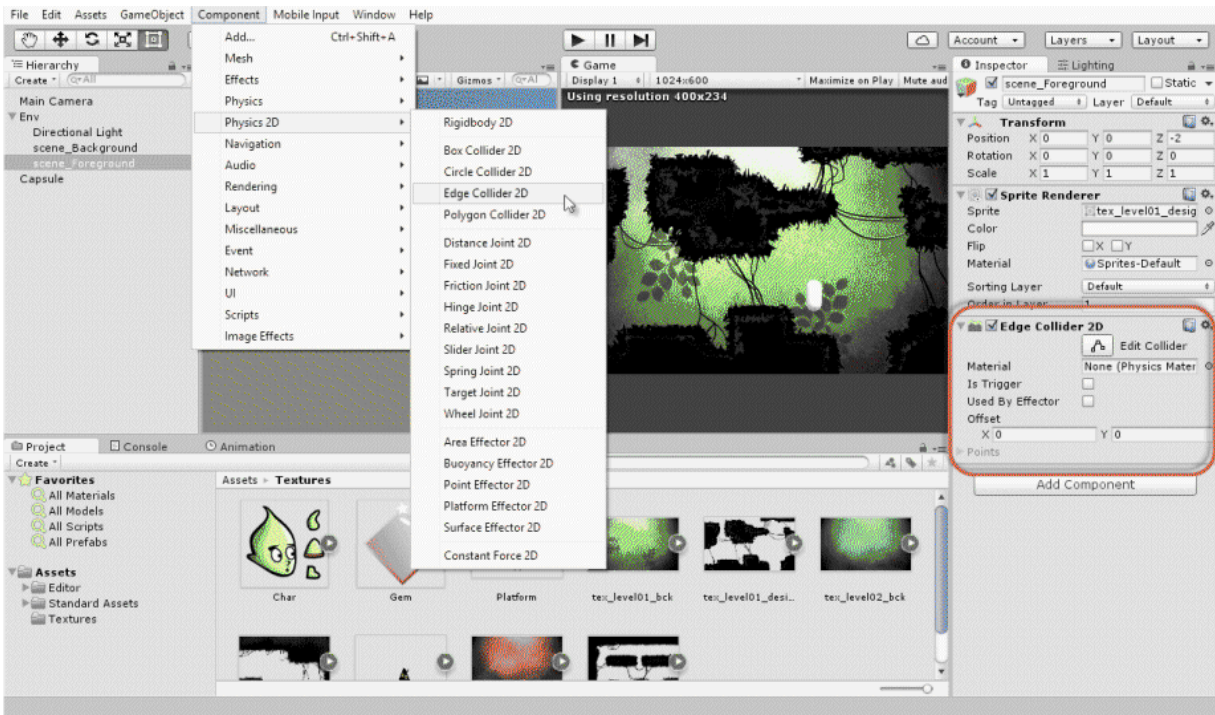 File Edit Assets GameObject Component Mobile Input Window Help
Account Layers Layout
Hierarchy
Create All
Main Camera
Env
Directional Light
scene_Background
scene_Foreground
Capsule
Add... Ctrl+Shift+A
Mesh
Effects
Physics
Physics 2D
Navigation
Audio
Rendering
Layout
Miscellaneous
Event
Network
UI
Scripts
Image Effects
Gizmos All
Rigidbody 2D
Box Collider 2D
Circle Collider 2D
Edge Collider 2D
Polygon Collider 2D
Distance Joint 2D
Fixed Joint 2D
Friction Joint 2D
Hinge Joint 2D
Relative Joint 2D
Slider Joint 2D
Spring Joint 2D
Target Joint 2D
Wheel Joint 2D
Area Effector 2D
Buoyancy Effector 2D
Point Effector 2D
Platform Effector 2D
Surface Effector 2D
Constant Force 2D
Game
Display 1 1024x600 Maximize on Play Mute aud
Using resolution 400x234
Inspector Lighting
scene_Foreground Static
Tag Untagged Layer Default
Transform
Position X 0 Y 0 Z -2
Rotation X 0 Y 0 Z 0
Scale X 1 Y 1 Z 1
Sprite Renderer
Sprite tex_level01_desig
Color
Flip X Y
Material Sprites-Default
Sorting Layer Default
Order in Layer 1
Edge Collider 2D
Edit Collider
Material None (Physics Mater
Is Trigger
Used By Effector
Offset
X 0 Y 0
Points
Add Component
Project Console Animation
Create
Favorites
All Materials
All Models
All Scripts
All Prefabs
Assets
Editor
Standard Assets
Textures
Assets Textures
Char Gem Platform tex_level01_bck tex_level01_desi... tex_level02_bck